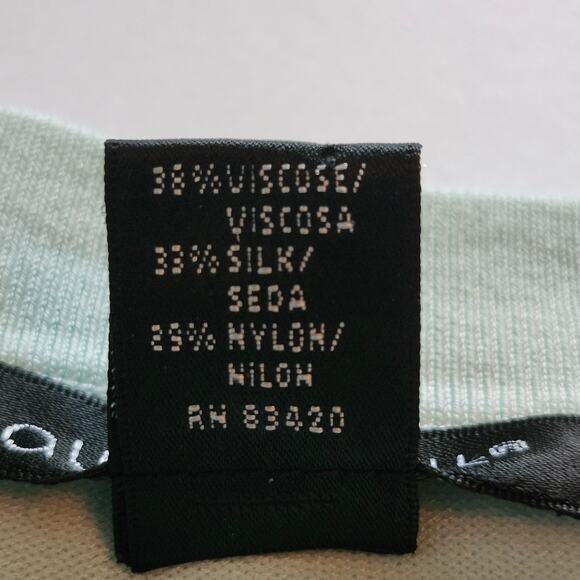 38% VISCOSE/
VISCOSA
33% SILK/
SEDA
29% NYLON/
NILON
RN 83420